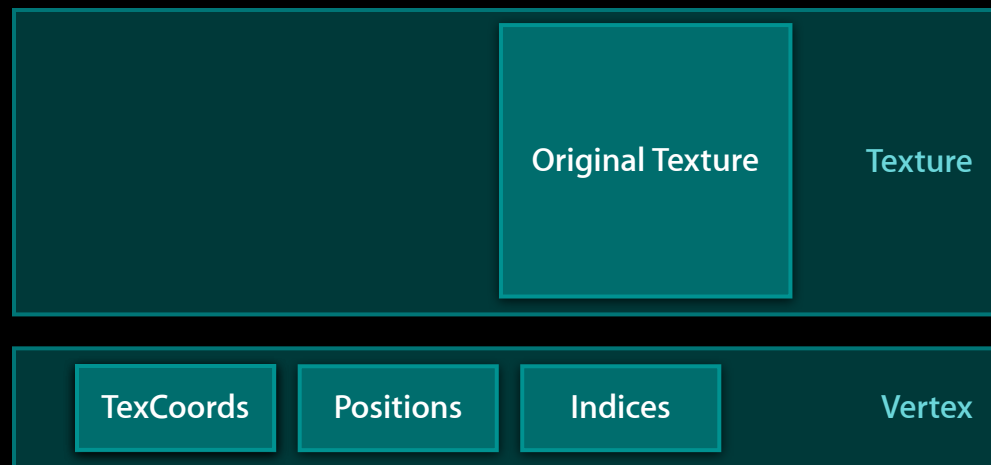 Original Texture
Texture
TexCoords
Positions
Indices
Vertex